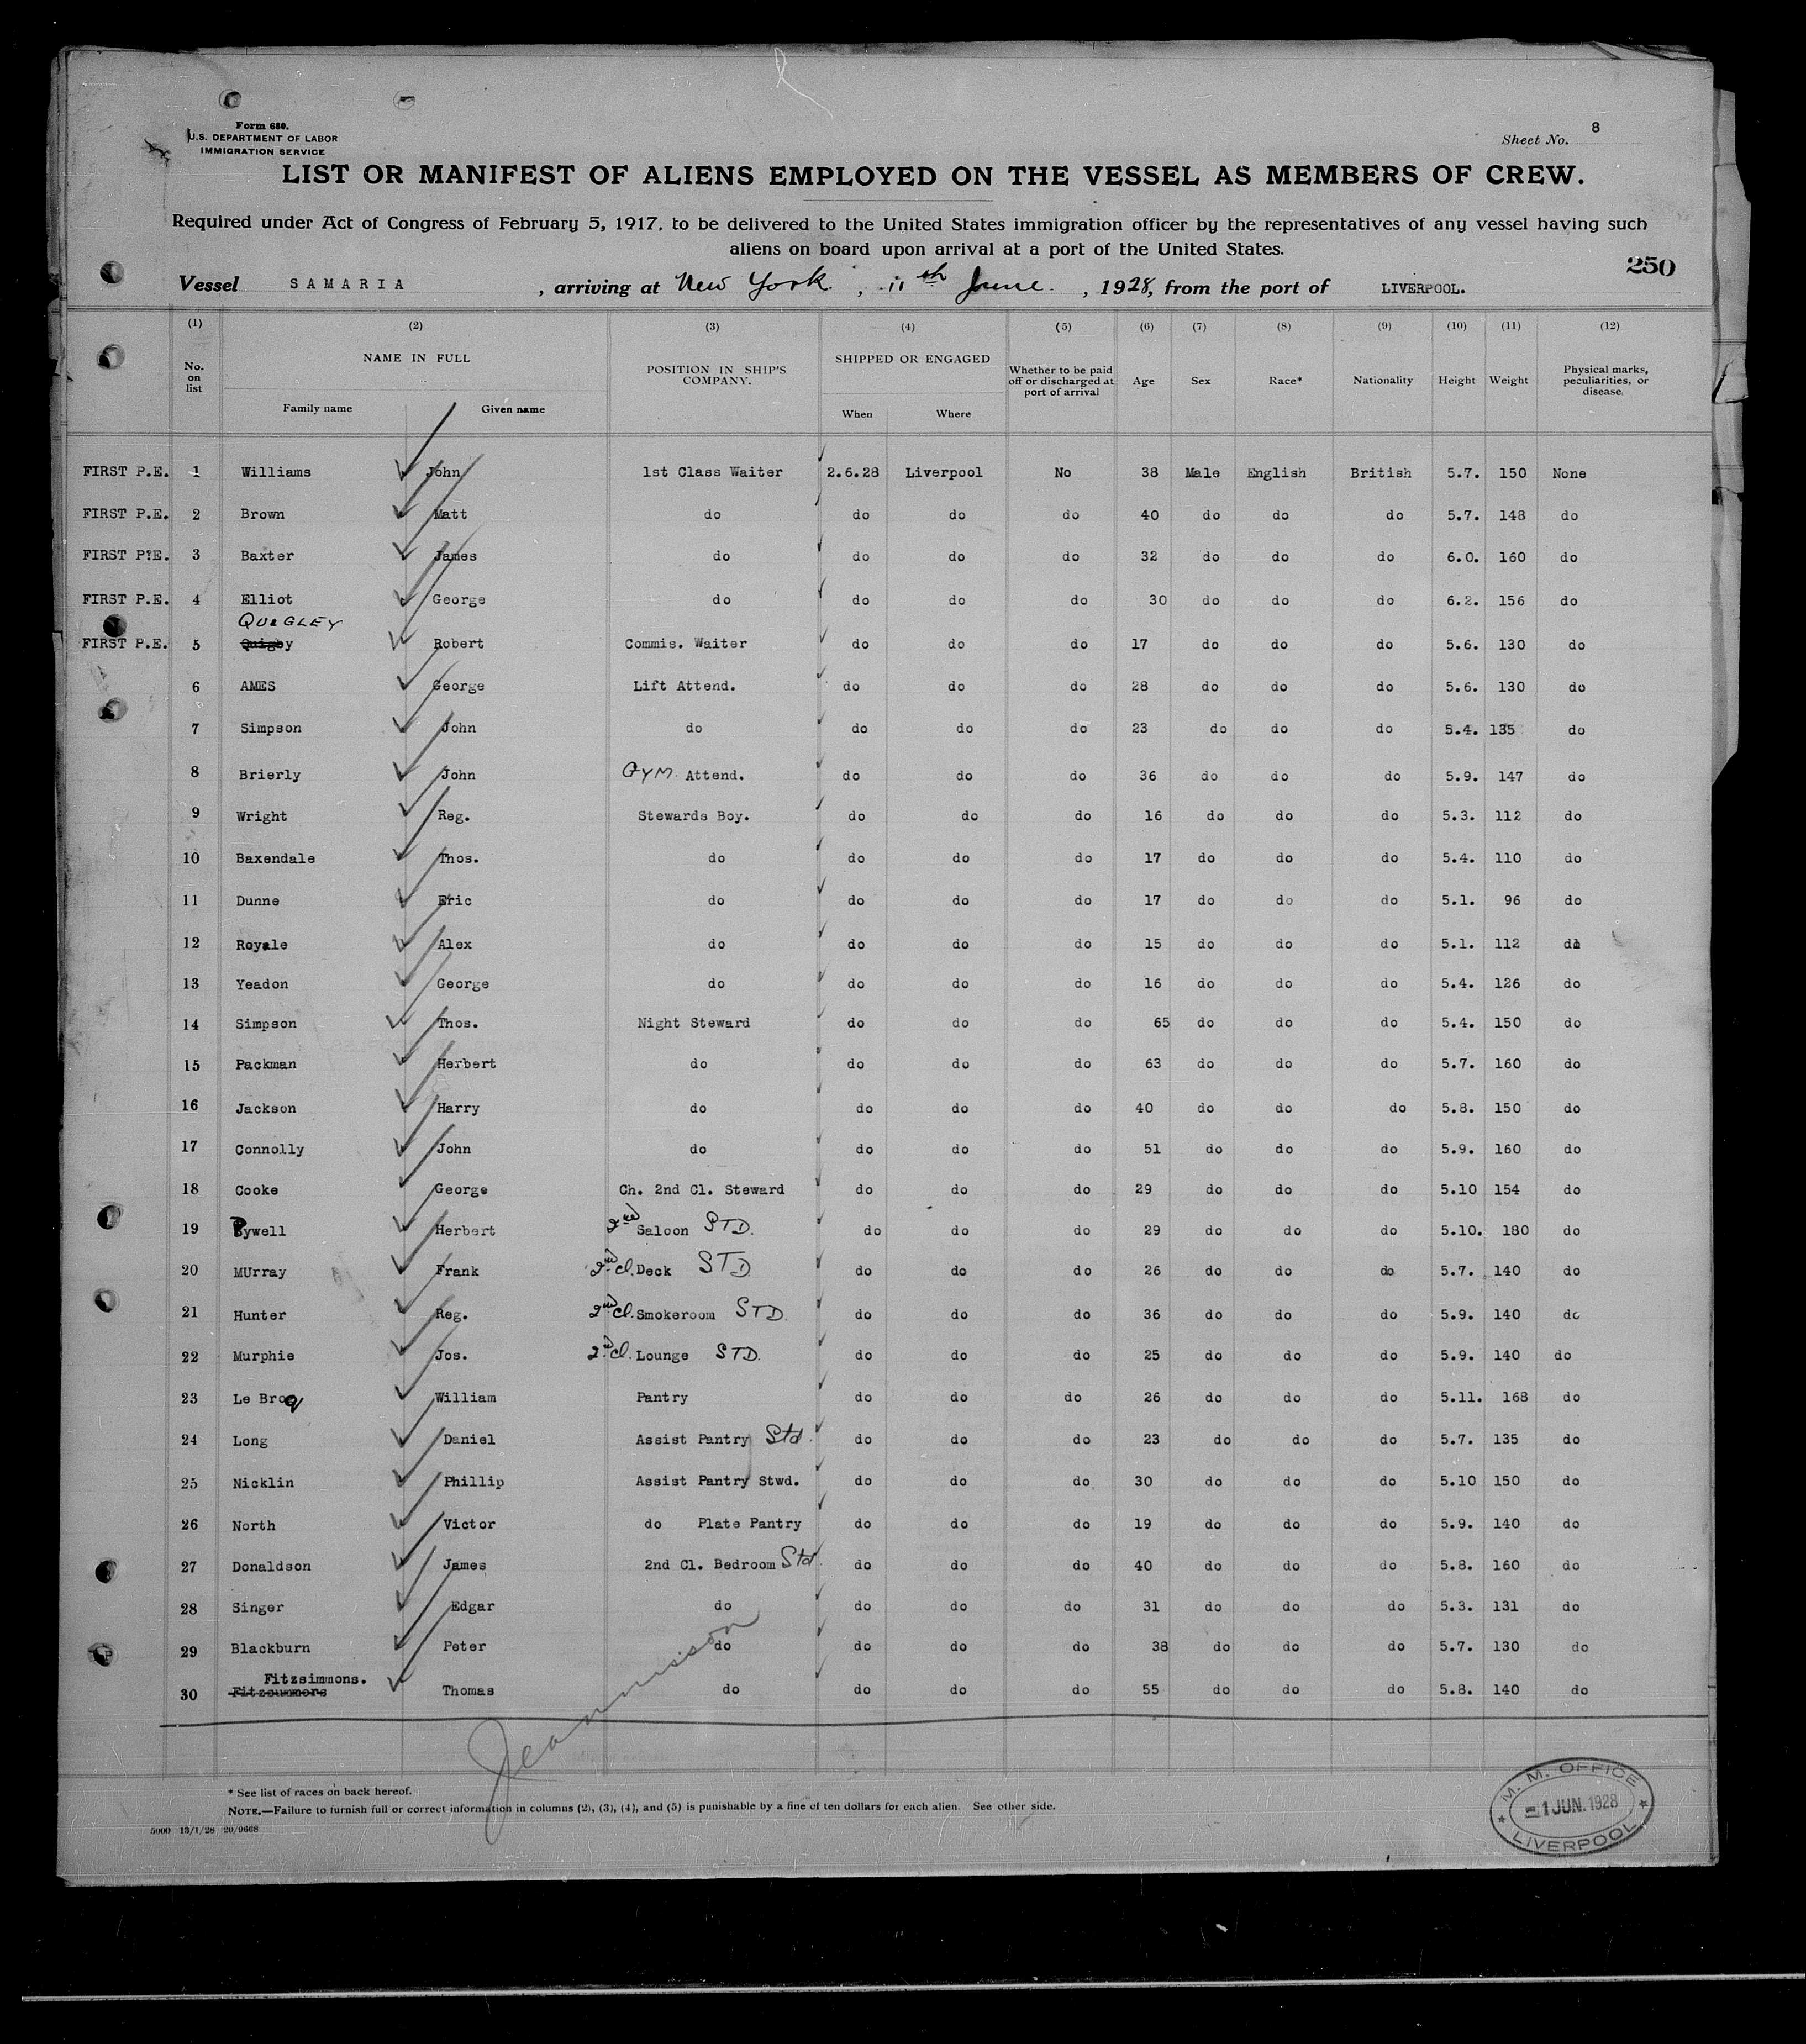 Form 680.
U.S. DEPARTMENT OF LABOR
IMMIGRATION SERVICE
Sheet No. 8
LIST OR MANIFEST OF ALIENS EMPLOYED ON THE VESSEL AS MEMBERS OF CREW.
Required under Act of Congress of February 5, 1917, to be delivered to the United States immigration officer by the representatives of any vessel having such
aliens on board upon arrival at a port of the United States.
250
Vessel SAMARIA, arriving at New York, 11th June, 1928, from the port of LIVERPOOL.
(1) (2) (3) (4) (5) (6) (7) (8) (9) (10) (11) (12)
No. on list NAME IN FULL Family name Given name POSITION IN SHIP'S COMPANY. SHIPPED OR ENGAGED When Where Whether to be paid off or discharged at port of arrival Age Sex Race* Nationality Height Weight Physical marks, peculiarities, or disease.
FIRST P.E. 1 Williams John 1st Class Waiter 2.6.28 Liverpool No 38 Male English British 5.7. 150 None
FIRST P.E. 2 Brown Matt do do do do 40 do do do 5.7. 148 do
FIRST P?E. 3 Baxter James do do do do 32 do do do 6.0. 160 do
FIRST P.E. 4 Elliot George do do do do 30 do do do 6.2. 156 do
QUIGLEY
FIRST P.E. 5 Quigby Robert Commis. Waiter do do do 17 do do do 5.6. 130 do
6 AMES George Lift Attend. do do do 28 do do do 5.6. 130 do
7 Simpson John do do do do 23 do do do 5.4. 135 do
8 Brierly John GYM Attend. do do do 36 do do do 5.9. 147 do
9 Wright Reg. Stewards Boy. do do do 16 do do do 5.3. 112 do
10 Baxendale Thos. do do do do 17 do do do 5.4. 110 do
11 Dunne Eric do do do do 17 do do do 5.1. 96 do
12 Royale Alex do do do do 15 do do do 5.1. 112 do
13 Yeadon George do do do do 16 do do do 5.4. 126 do
14 Simpson Thos. Night Steward do do do 65 do do do 5.4. 150 do
15 Packman Herbert do do do do 63 do do do 5.7. 160 do
16 Jackson Harry do do do do 40 do do do 5.8. 150 do
17 Connolly John do do do do 51 do do do 5.9. 160 do
18 Cooke George Ch. 2nd Cl. Steward do do do 29 do do do 5.10 154 do
19 Pywell Herbert 2nd Saloon STD. do do do 29 do do do 5.10. 180 do
20 MUrray Frank 2nd Cl. Deck STD do do do 26 do do do 5.7. 140 do
21 Hunter Reg. 2nd Cl. Smokeroom STD. do do do 36 do do do 5.9. 140 do
22 Murphie Jos. 2nd Cl. Lounge STD. do do do 25 do do do 5.9. 140 do
23 Le Brocq William Pantry do do do 26 do do do 5.11. 168 do
24 Long Daniel Assist Pantry Std. do do do 23 do do do 5.7. 135 do
25 Nicklin Phillip Assist Pantry Stwd. do do do 30 do do do 5.10 150 do
26 North Victor do Plate Pantry do do do 19 do do do 5.9. 140 do
27 Donaldson James 2nd Cl. Bedroom Std. do do do 40 do do do 5.8. 160 do
28 Singer Edgar do do do do 31 do do do 5.3. 131 do
29 Blackburn Peter do do do do 38 do do do 5.7. 130 do
Fitzsimmons.
30 Fitzsummors Thomas do do do do 55 do do do 5.8. 140 do
Jeannisson
* See list of races on back hereof.
NOTE.—Failure to furnish full or correct information in columns (2), (3), (4), and (5) is punishable by a fine of ten dollars for each alien. See other side.
5000 13/1/28 20/9668
M. M. OFFICE
1 JUN. 1928
LIVERPOOL